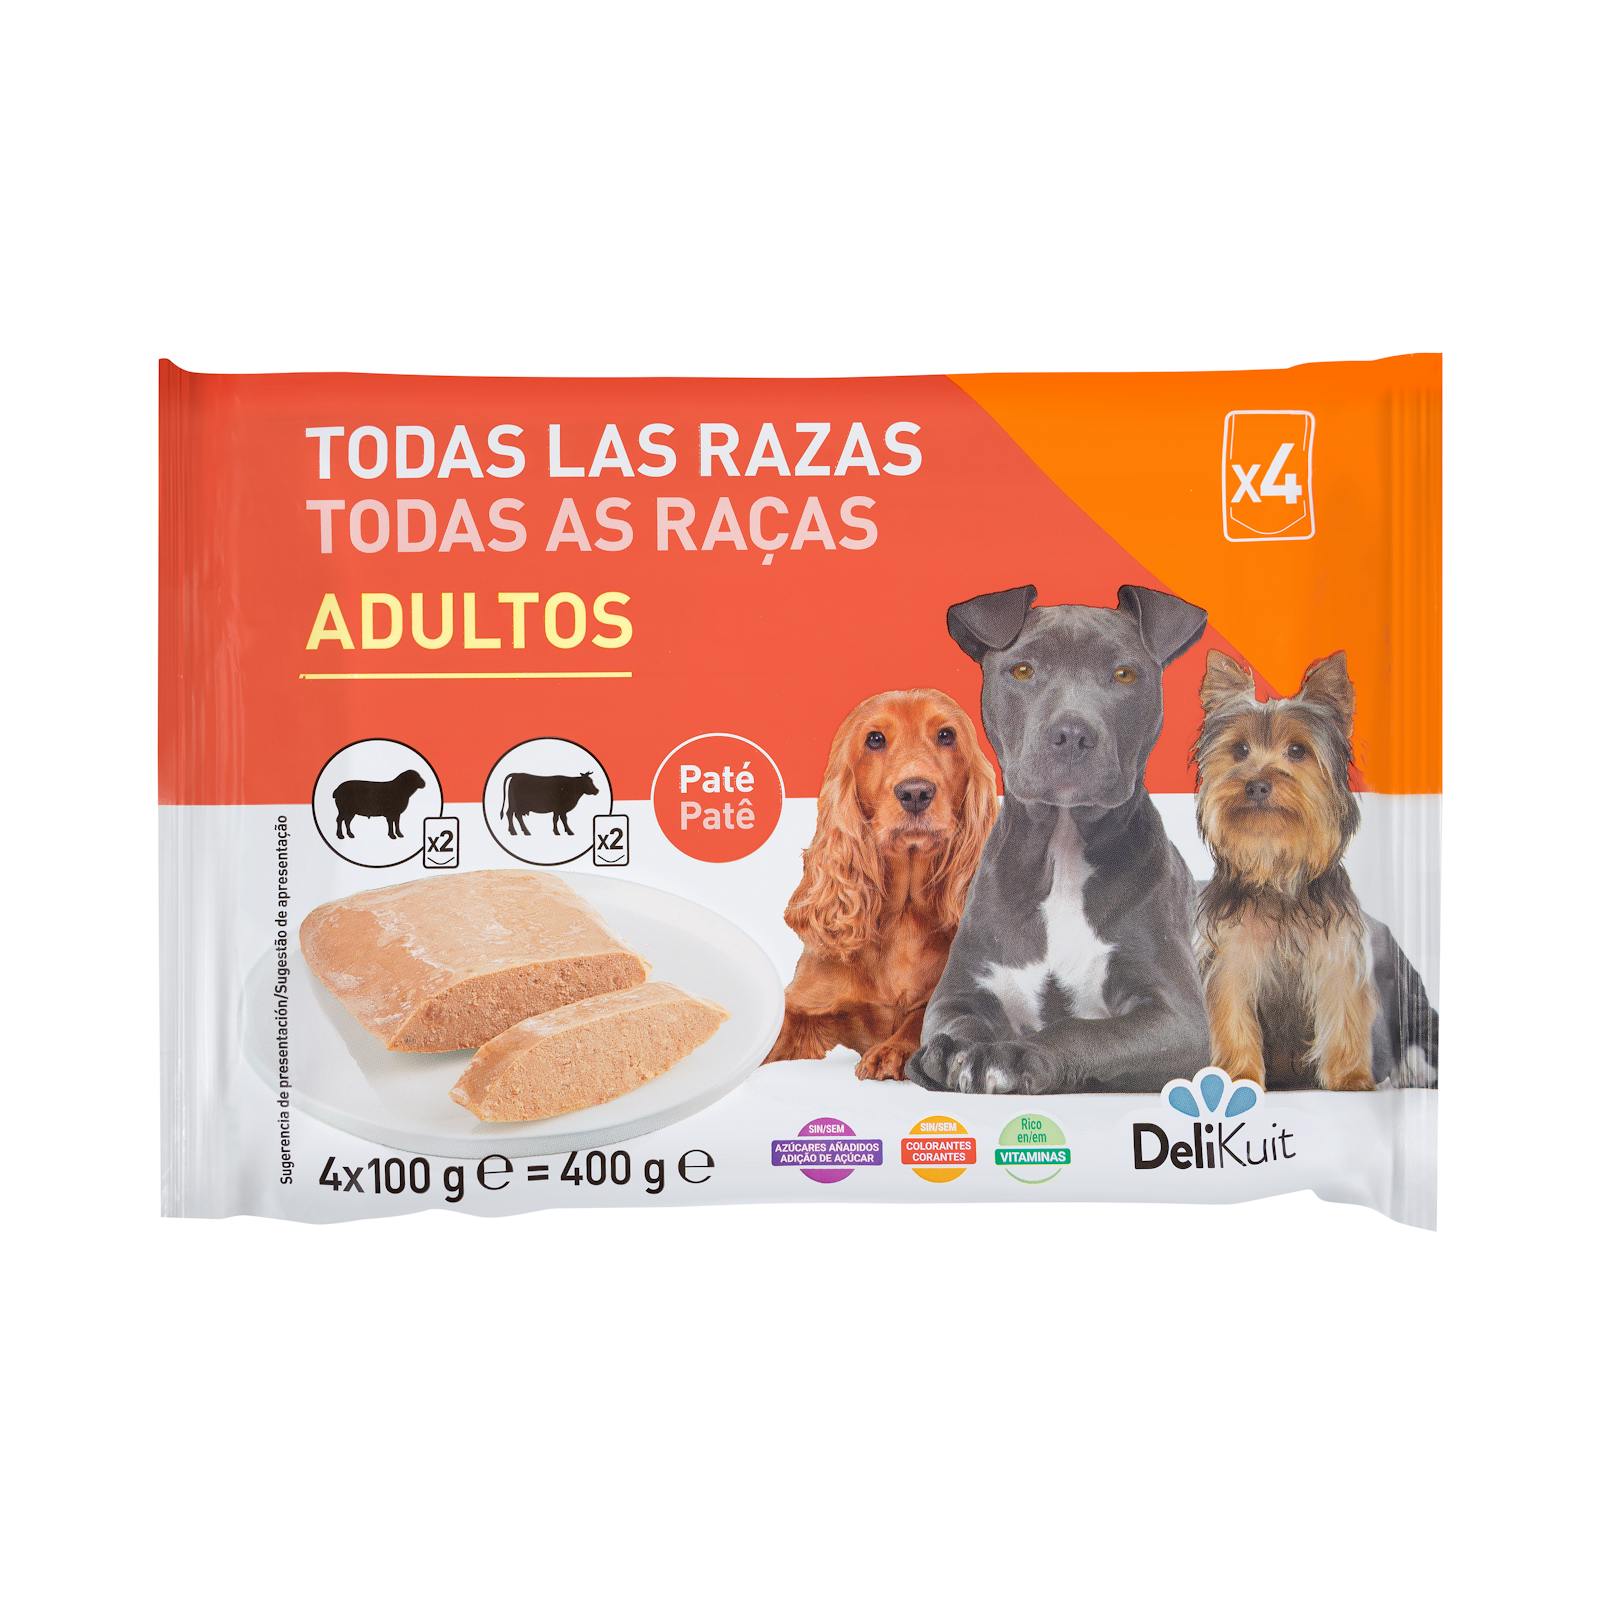 TODAS LAS RAZAS
TODAS AS RAÇAS
x4
ADULTOS
x2
x2
Paté
Patê
Sugerencia de presentación/Sugestão de apresentação
4x100 g ℮ = 400 g ℮
SIN/SEM
AZÚCARES AÑADIDOS
ADIÇÃO DE AÇÚCAR
SIN/SEM
COLORANTES
CORANTES
Rico
en/em
VITAMINAS
DeliKuit